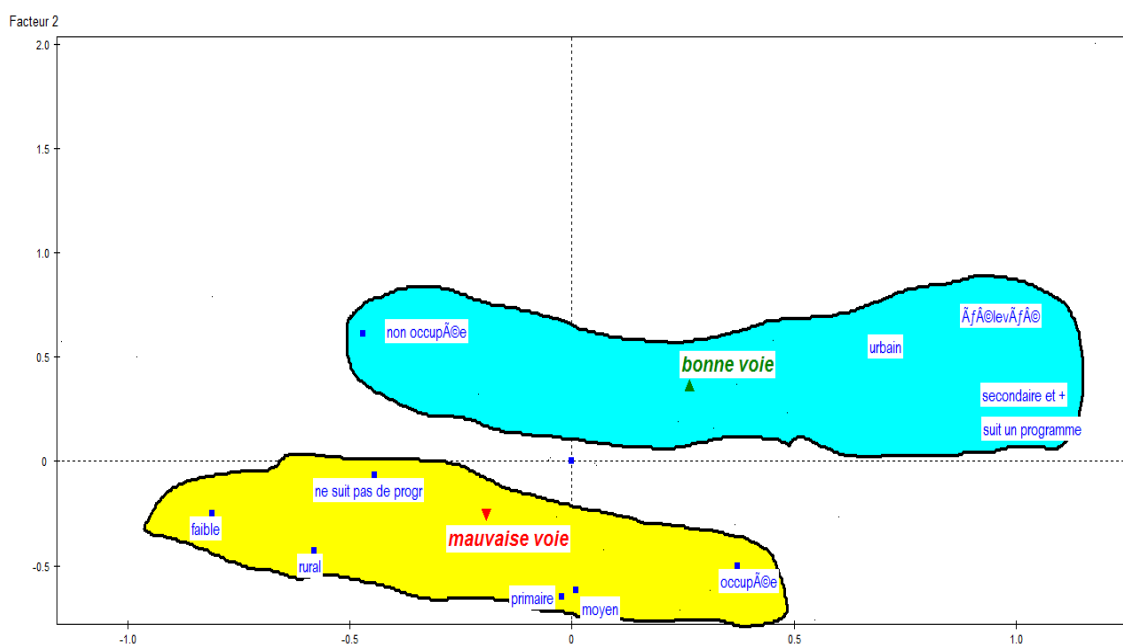 Facteur 2
2.0
1.5
1.0
0.5
0
-0.5
ÃƒÂ©levÃƒÂ©
non occupÃ©e
urbain
bonne voie
secondaire et +
suit un programme
ne suit pas de progr
faible
mauvaise voie
rural
occupÃ©e
primaire
moyen
-1.0
-0.5
0
0.5
1.0